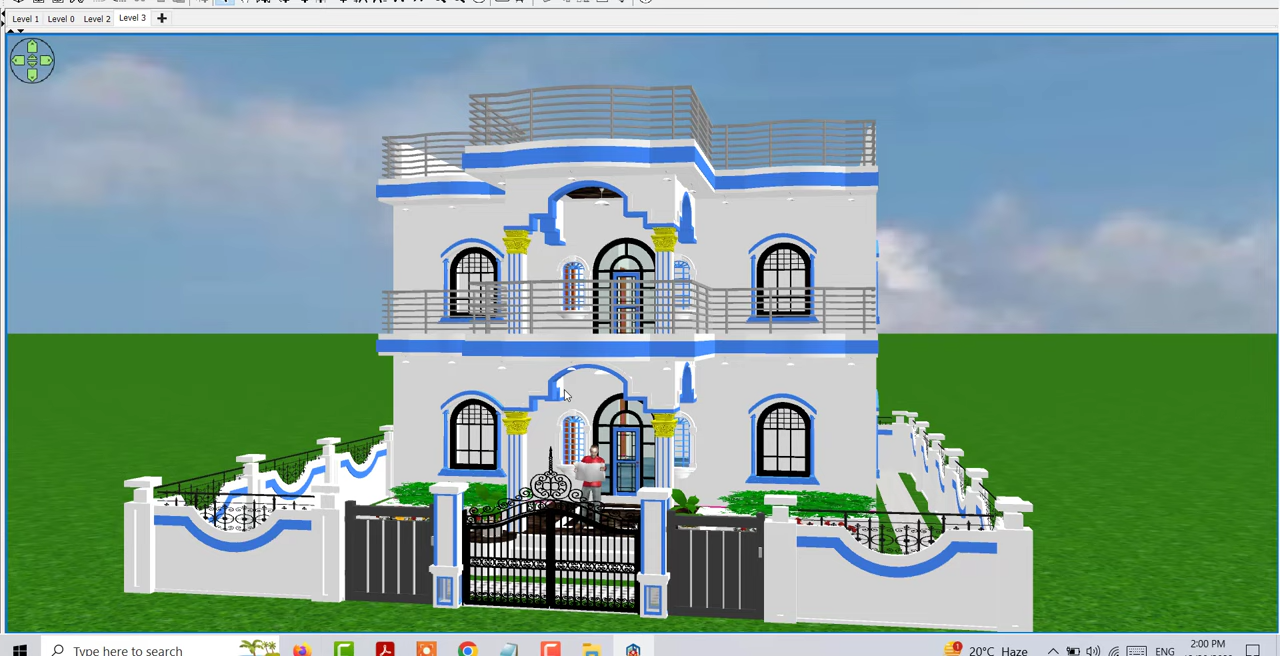 Level 1 Level 0 Level 2 Level 3
Type here to search
20°C Haze
ENG
2:00 PM